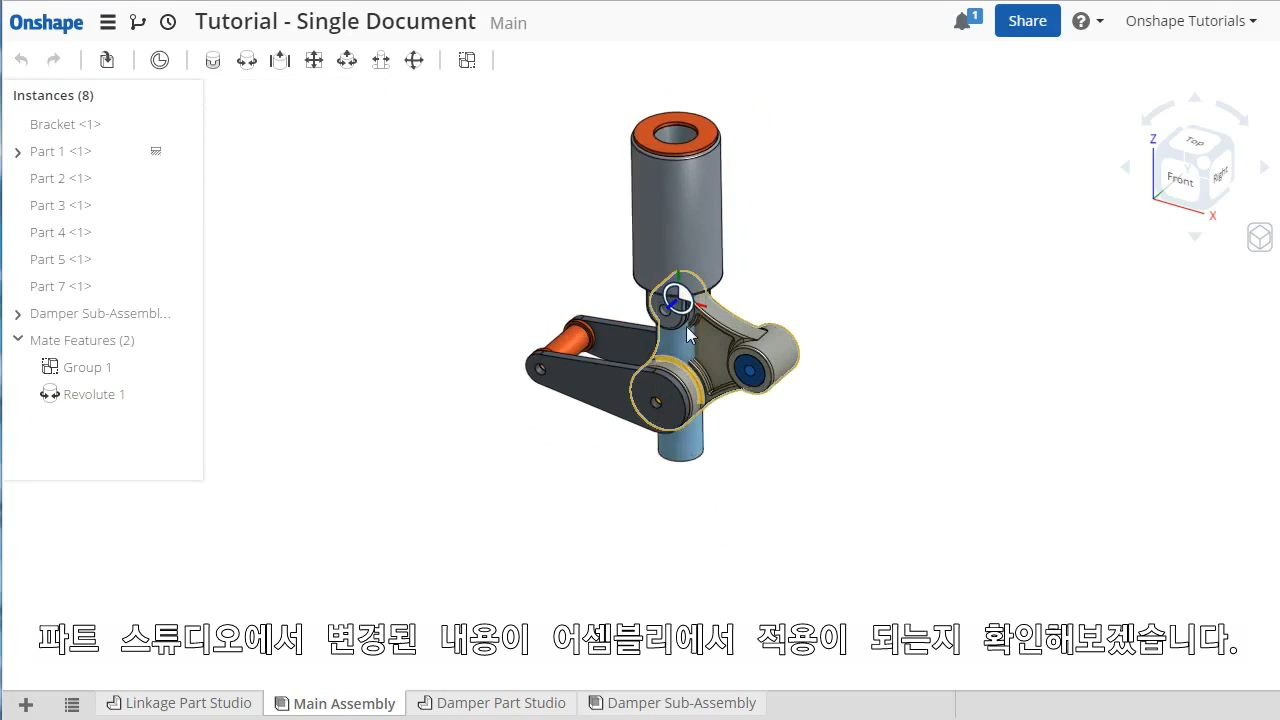 Onshape
Tutorial - Single Document Main
1
Share
Onshape Tutorials
Instances (8)
Bracket <1>
Part 1 <1>
Part 2 <1>
Part 3 <1>
Part 4 <1>
Part 5 <1>
Part 7 <1>
Damper Sub-Assembl...
Mate Features (2)
Group 1
Revolute 1
Z
Top
Y
Front
Right
X
파트 스튜디오에서 변경된 내용이 어셈블리에서 적용이 되는지 확인해보겠습니다.
Linkage Part Studio
Main Assembly
Damper Part Studio
Damper Sub-Assembly